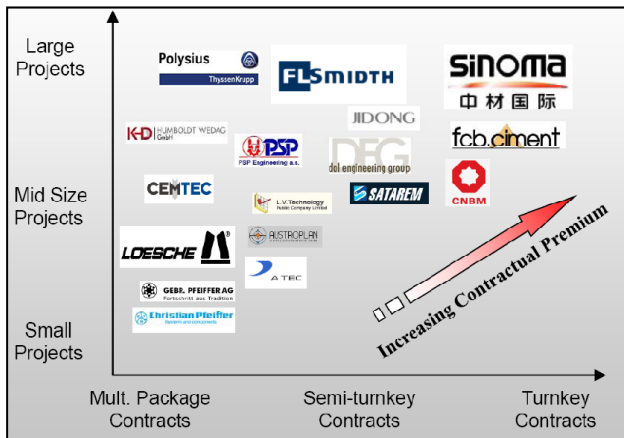 Large
Projects
Polysius
ThyssenKrupp
FLSMIDTH
sinoma
中材国际
JIDONG
KHD HUMBOLDT WEDAG
GmbH
PSP
PSP Engineering a.s.
DEG
dal engineering group
fcb.ciment
Mid Size
Projects
CEMTEC
L.V. Technology
Public Company Limited
SATAREM
CNBM
LOESCHE ®
AUSTROPLAN
A TEC
GEBR. PFEIFFER AG
Fortschritt aus Tradition
Christian Pfeiffer
Increasing Contractual Premium
Small
Projects
Mult. Package
Contracts
Semi-turnkey
Contracts
Turnkey
Contracts